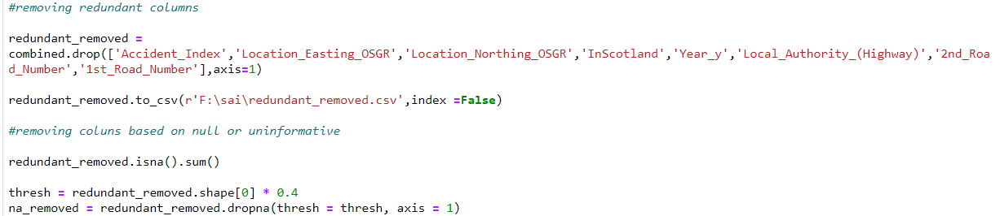 #removing redundant columns
redundant_removed =
combined.drop(['Accident_Index','Location_Easting_OSGR','Location_Northing_OSGR','InScotland','Year_y','Local_Authority_(Highway)','2nd_Roa
d_Number','1st_Road_Number'],axis=1)
redundant_removed.to_csv(r'F:\sai\redundant_removed.csv',index =False)
#removing coluns based on null or uninformative
redundant_removed.isna().sum()
thresh = redundant_removed.shape[0] * 0.4
na_removed = redundant_removed.dropna(thresh = thresh, axis = 1)